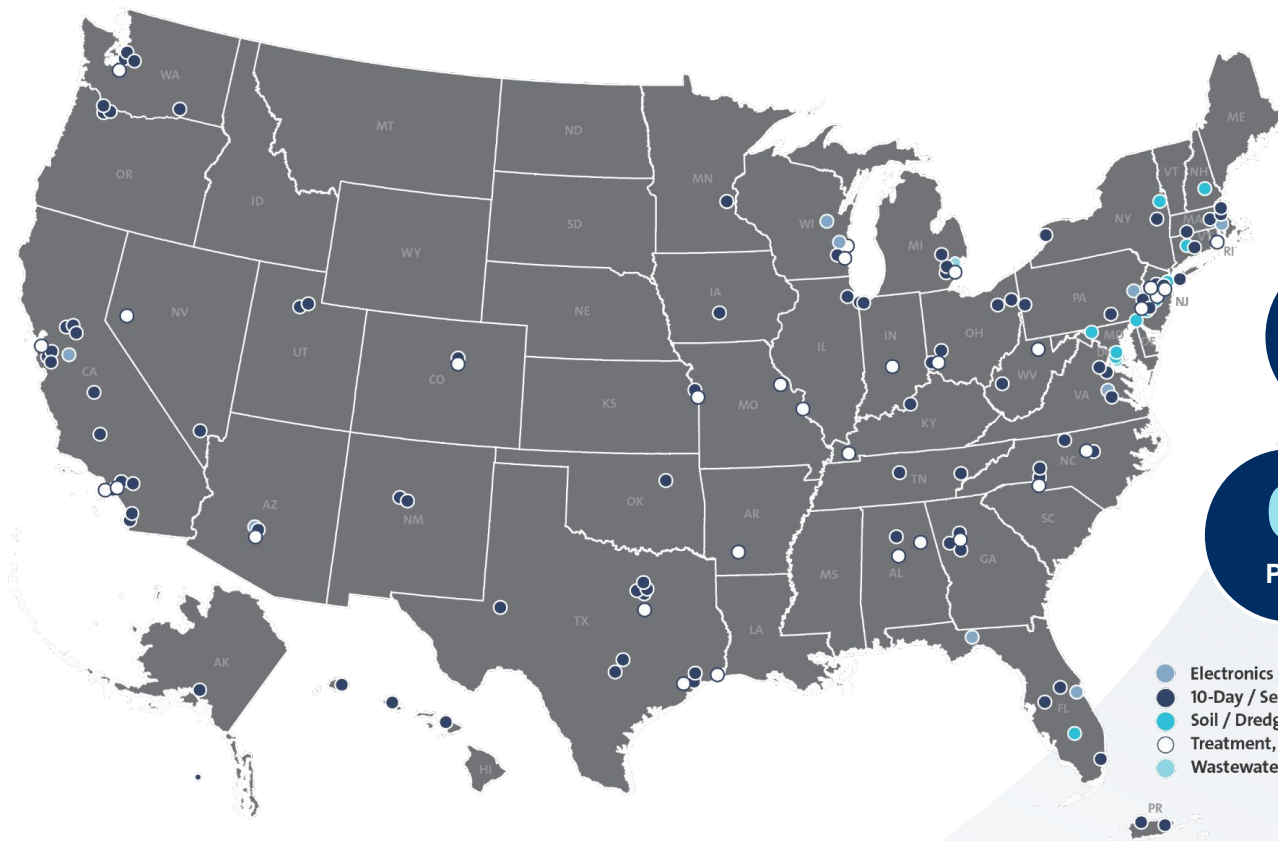 WA
MT
ND
MN
ME
OR
ID
SD
WI
MI
NY
VT
NH
MA
RI
WY
NV
UT
NE
IA
IL
IN
OH
PA
NJ
CA
CO
KS
MO
WV
VA
KY
AZ
NM
OK
AR
TN
NC
SC
MS
AL
GA
TX
LA
FL
AK
HI
PR
P
Electronics
10-Day / Se
Soil / Dredg
Treatment,
Wastewate